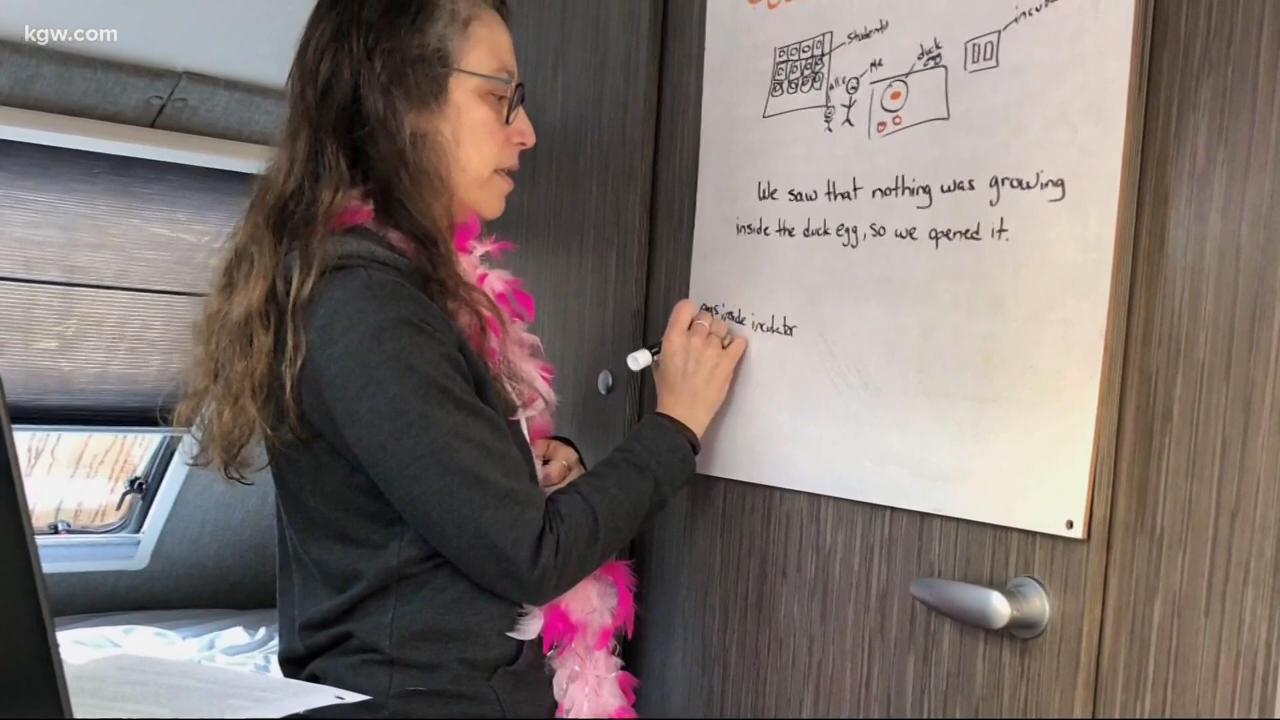 kgw.com
students
incub
duck
Me
We saw that nothing was growing
inside the duck egg, so we opened it.
inside incubator